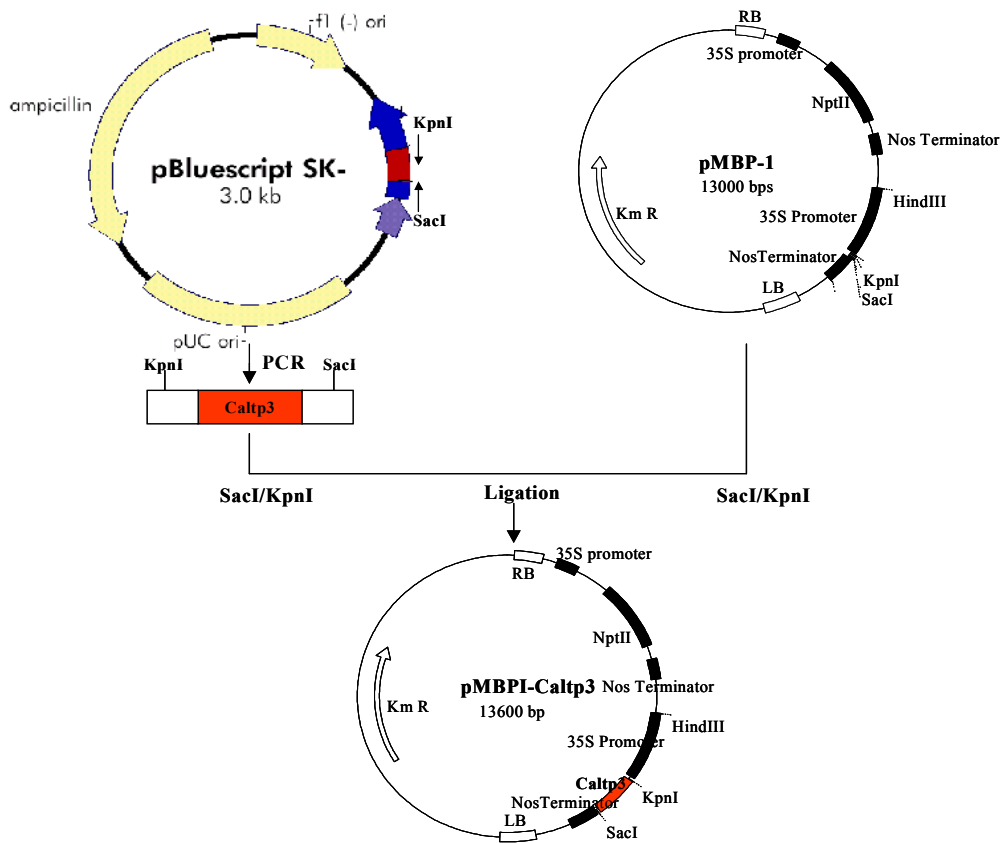 f1 (-) ori
ampicillin
KpnI
pBluescript SK-
3.0 kb
SacI
pUC ori
PCR
KpnI
SacI
Caltp3
SacI/KpnI
RB
35S promoter
NptII
Nos Terminator
pMBP-1
13000 bps
HindIII
Km R
35S Promoter
NosTerminator
KpnI
SacI
LB
SacI/KpnI
Ligation
35S promoter
RB
NptII
pMBPI-Caltp3
Nos Terminator
13600 bp
Km R
HindIII
35S Promoter
Caltp3
KpnI
NosTerminator
LB
SacI